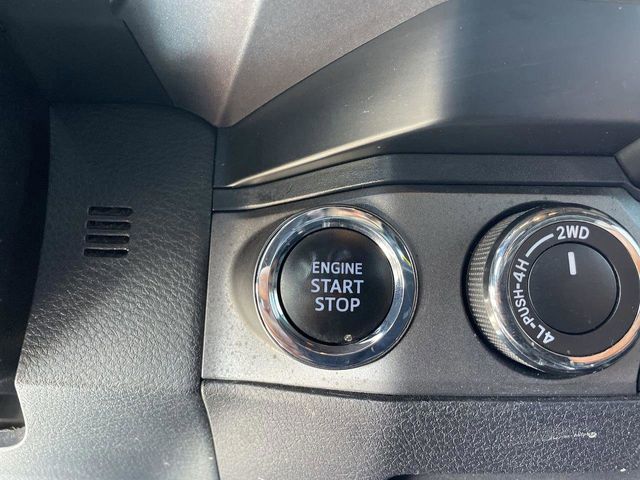 ENGINE
START
STOP
2WD
4L-PUSH-4H